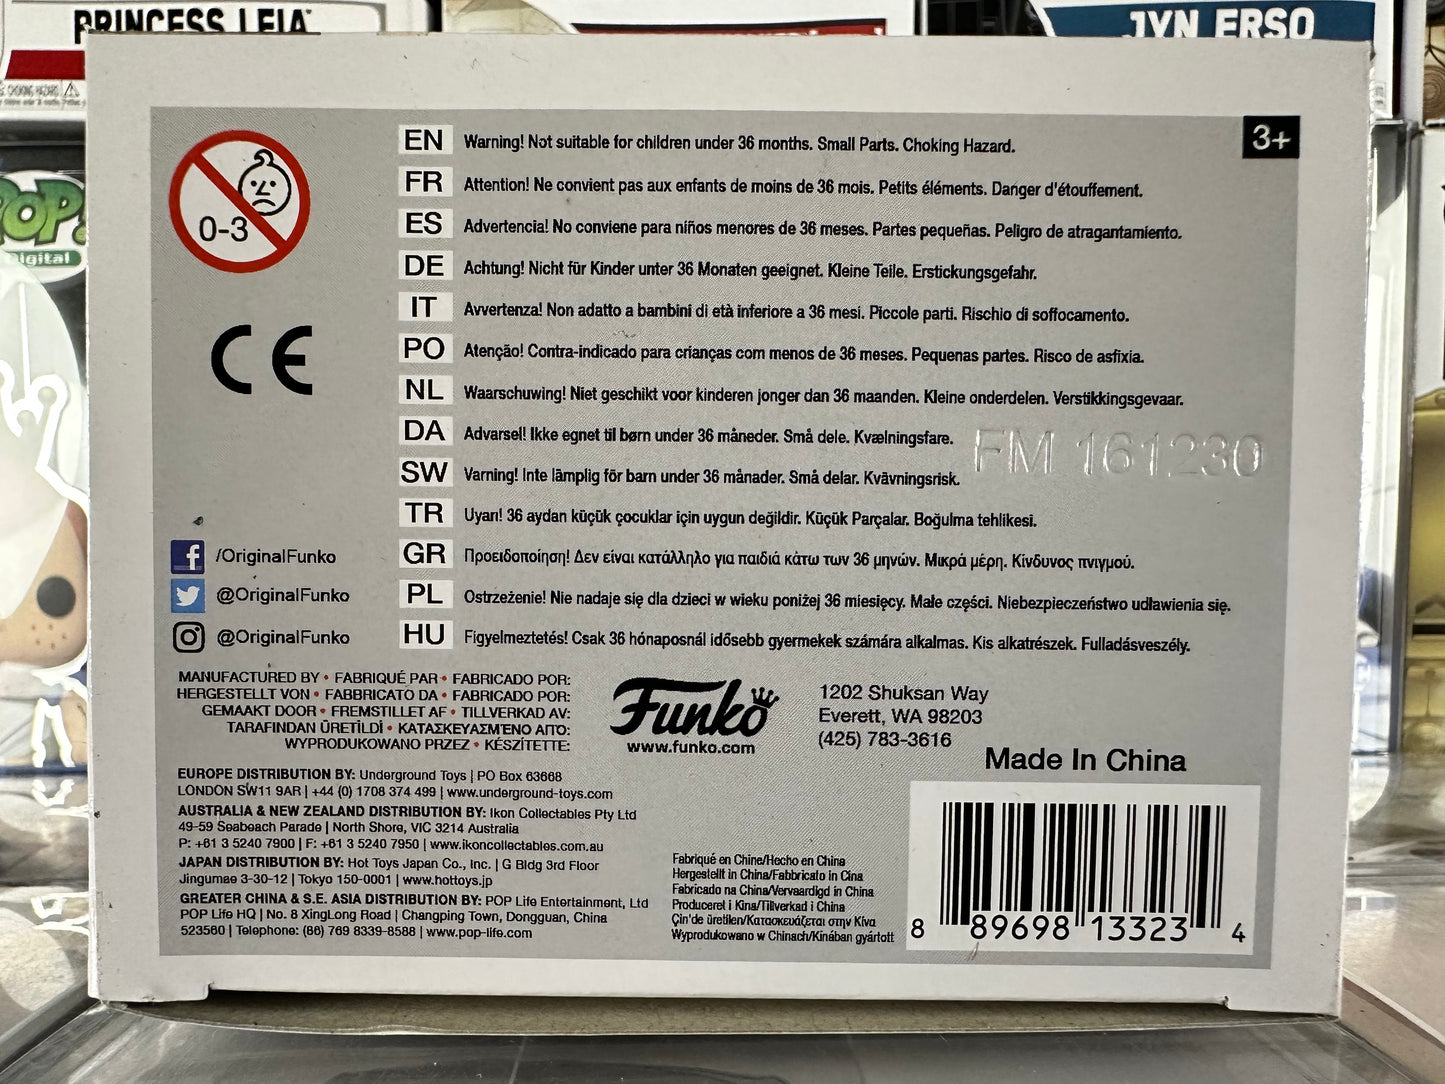 PRINCESS LEIA
JYN ERSO
CHOKING HAZARD
POP!
Digital
0-3
3+
EN Warning! Not suitable for children under 36 months. Small Parts. Choking Hazard.
FR Attention! Ne convient pas aux enfants de moins de 36 mois. Petits éléments. Danger d'étouffement.
ES Advertencia! No conviene para niños menores de 36 meses. Partes pequeñas. Peligro de atragantamiento.
DE Achtung! Nicht für Kinder unter 36 Monaten geeignet. Kleine Teile. Erstickungsgefahr.
IT Avvertenza! Non adatto a bambini di età inferiore a 36 mesi. Piccole parti. Rischio di soffocamento.
PO Atenção! Contra-indicado para crianças com menos de 36 meses. Pequenas partes. Risco de asfixia.
NL Waarschuwing! Niet geschikt voor kinderen jonger dan 36 maanden. Kleine onderdelen. Verstikkingsgevaar.
DA Advarsel! Ikke egnet til børn under 36 måneder. Små dele. Kvælningsfare.
FM 161230
SW Varning! Inte lämplig för barn under 36 månader. Små delar. Kvävningsrisk.
TR Uyarı! 36 aydan küçük çocuklar için uygun değildir. Küçük Parçalar. Boğulma tehlikesi.
GR Προειδοποίηση! Δεν είναι κατάλληλο για παιδιά κάτω των 36 μηνών. Μικρά μέρη. Κίνδυνος πνιγμού.
PL Ostrzeżenie! Nie nadaje się dla dzieci w wieku poniżej 36 miesięcy. Małe części. Niebezpieczeństwo udławienia się.
HU Figyelmeztetés! Csak 36 hónaposnál idősebb gyermekek számára alkalmas. Kis alkatrészek. Fulladásveszély.
CE
/OriginalFunko
@OriginalFunko
@OriginalFunko
MANUFACTURED BY • FABRIQUÉ PAR • FABRICADO POR:
HERGESTELLT VON • FABBRICATO DA • FABRICADO POR:
GEMAAKT DOOR • FREMSTILLET AF • TILLVERKAD AV:
TARAFINDAN ÜRETİLDİ • ΚΑΤΑΣΚΕΥΑΣΜΈΝΟ ΑΠΌ:
WYPRODUKOWANO PRZEZ • KÉSZÍTETTE:
Funko
www.funko.com
1202 Shuksan Way
Everett, WA 98203
(425) 783-3616
Made In China
EUROPE DISTRIBUTION BY: Underground Toys | PO Box 63668
LONDON SW11 9AR | +44 (0) 1708 374 499 | www.underground-toys.com
AUSTRALIA & NEW ZEALAND DISTRIBUTION BY: Ikon Collectables Pty Ltd
49-59 Seabeach Parade | North Shore, VIC 3214 Australia
P: +61 3 5240 7900 | F: +61 3 5240 7950 | www.ikoncollectables.com.au
JAPAN DISTRIBUTION BY: Hot Toys Japan Co., Inc. | G Bldg 3rd Floor
Jingumae 3-30-12 | Tokyo 150-0001 | www.hottoys.jp
GREATER CHINA & S.E. ASIA DISTRIBUTION BY: POP Life Entertainment, Ltd
POP Life HQ | No. 8 XingLong Road | Changping Town, Dongguan, China
523560 | Telephone: (86) 769 8339-8588 | www.pop-life.com
Fabriqué en Chine/Hecho en China
Hergestellt in China/Fabbricato in Cina
Fabricado na China/Vervaardigd in China
Produceret i Kina/Tillverkad i China
Çin'de üretilen/Κατασκευάζεται στην Κίνα
Wyprodukowano w Chinach/Kínában gyártott
8 89698 13323 4